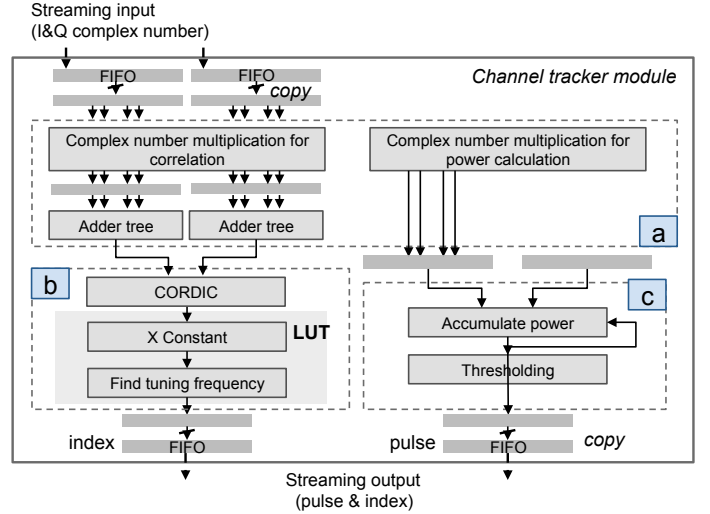 Streaming input
(I&Q complex number)
FIFO
FIFO
copy
Channel tracker module
Complex number multiplication for
correlation
Complex number multiplication for
power calculation
Adder tree
Adder tree
a
b
CORDIC
c
X Constant
LUT
Accumulate power
Find tuning frequency
Thresholding
index
FIFO
pulse
FIFO
copy
Streaming output
(pulse & index)